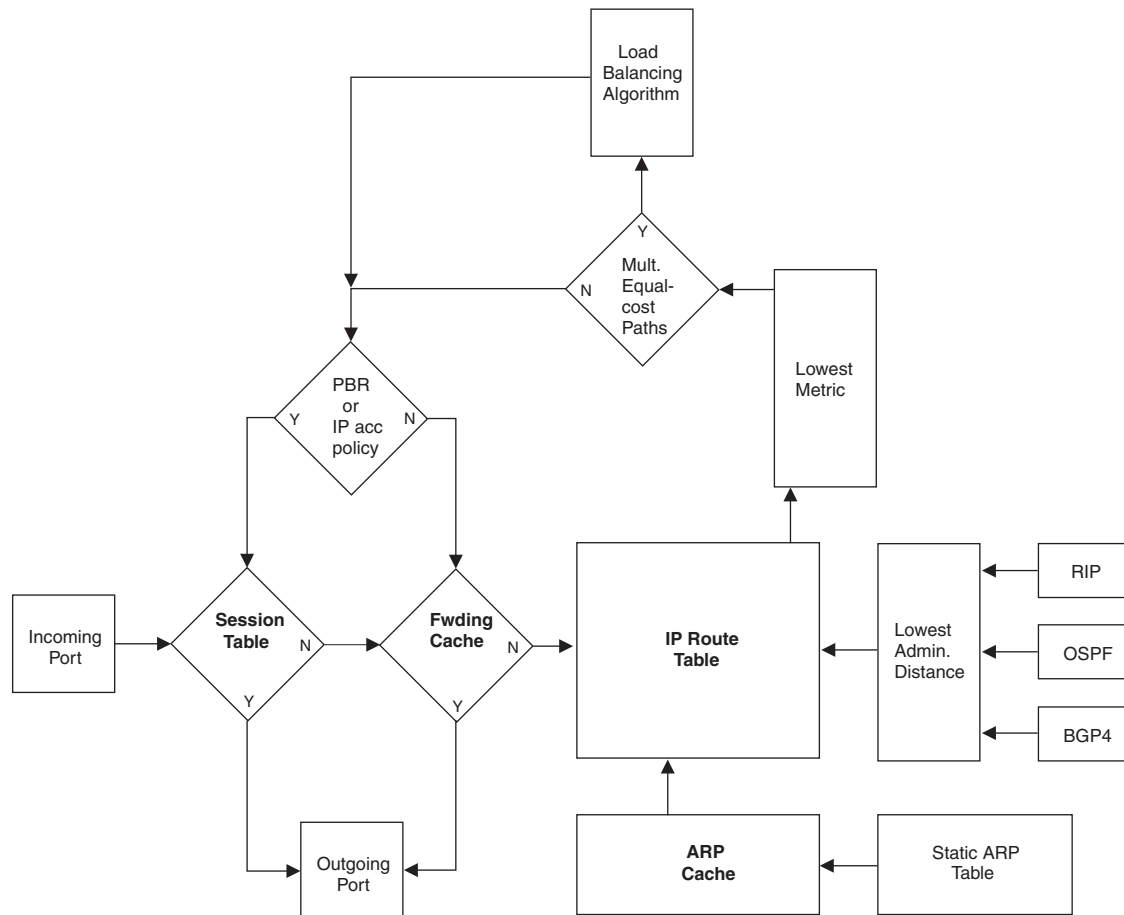 Load
Balancing
Algorithm
Y
Mult.
Equal-
cost
Paths
N
Lowest
Metric
PBR
or
IP acc
policy
Y
N
Incoming
Port
Session
Table
N
Y
Fwding
Cache
N
Y
IP Route
Table
Lowest
Admin.
Distance
RIP
OSPF
BGP4
Outgoing
Port
ARP
Cache
Static ARP
Table